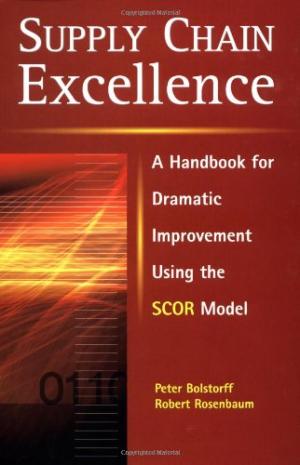 SUPPLY CHAIN
Excellence
A Handbook for
Dramatic
Improvement
Using the
SCOR Model
0110
Peter Bolstorff
Robert Rosenbaum